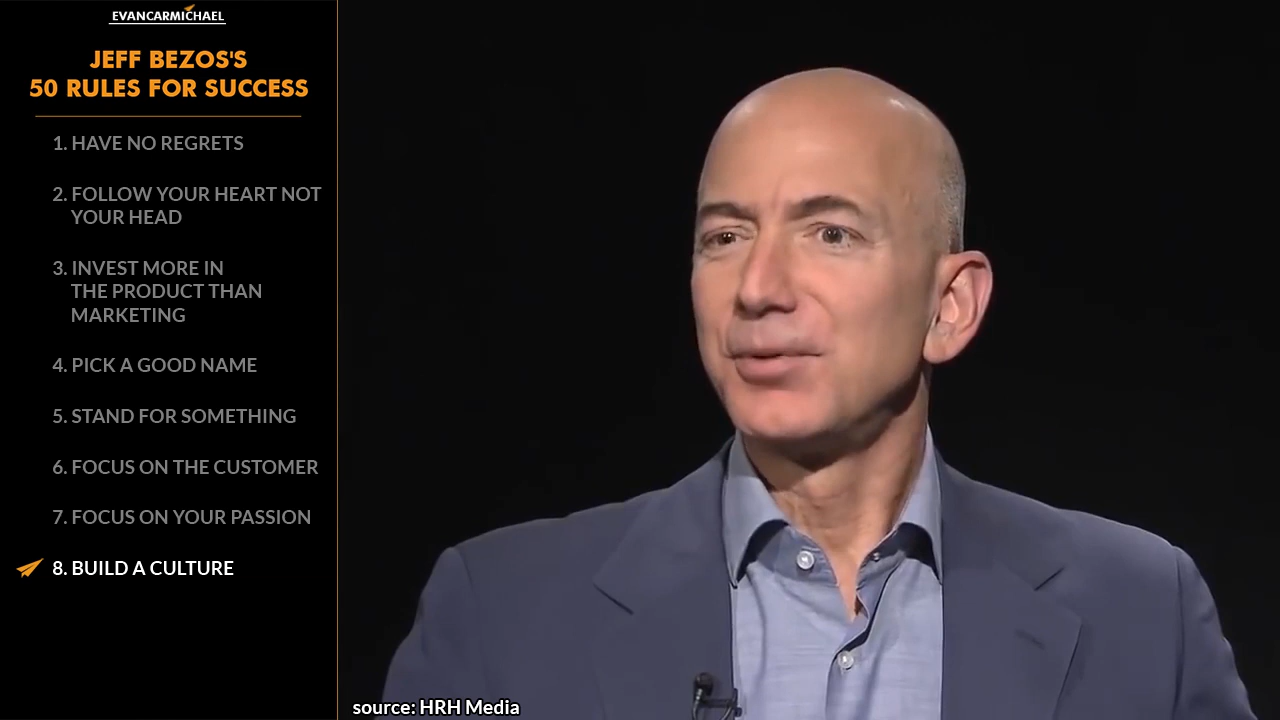 EVANCARMICHAEL
JEFF BEZOS'S
50 RULES FOR SUCCESS
1. HAVE NO REGRETS
2. FOLLOW YOUR HEART NOT
YOUR HEAD
3. INVEST MORE IN
THE PRODUCT THAN
MARKETING
4. PICK A GOOD NAME
5. STAND FOR SOMETHING
6. FOCUS ON THE CUSTOMER
7. FOCUS ON YOUR PASSION
8. BUILD A CULTURE
source: HRH Media